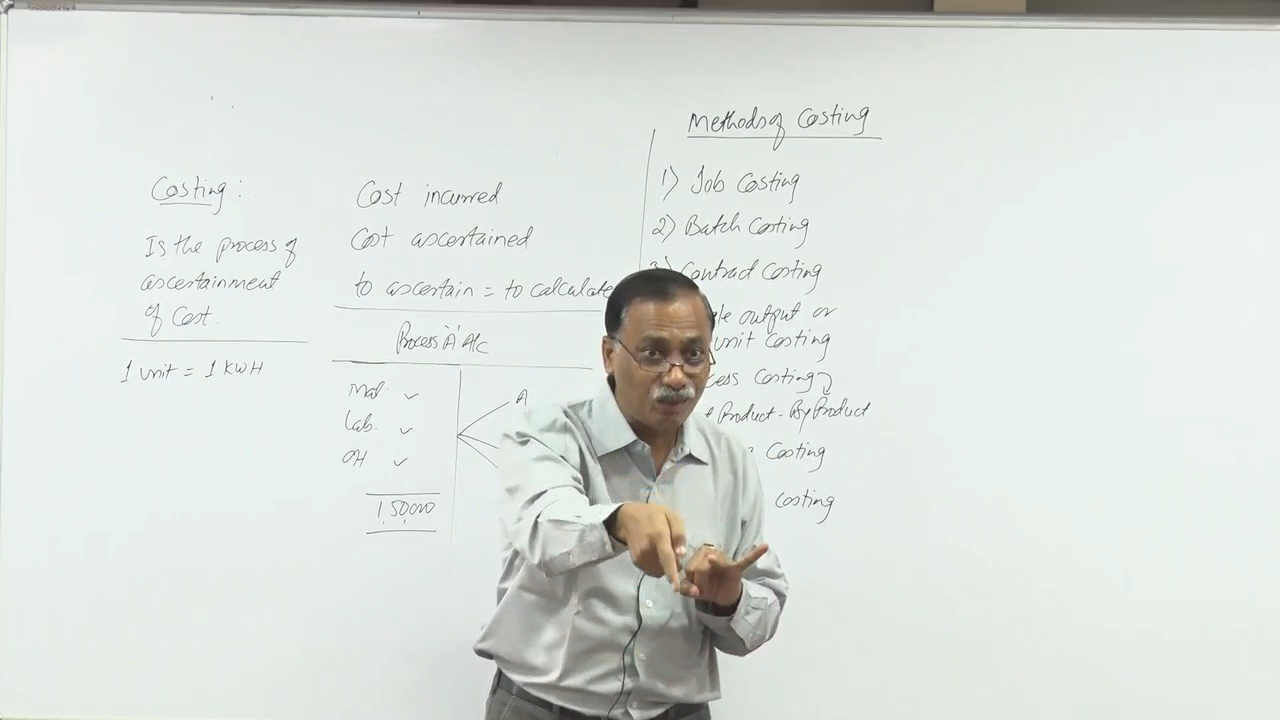 Costing:
Is the process of
ascertainment
of Cost.
1 unit = 1 KWH
Cost incurred
Cost ascertained
to ascertain = to calculate
Process "A" A/C
Mat. ✓
Lab. ✓
OH ✓
1,50,000
A
Methods of Costing
1) Job Costing
2) Batch Costing
Contract Costing
output or
unit Costing
Costing
Product - By Product
Costing
costing